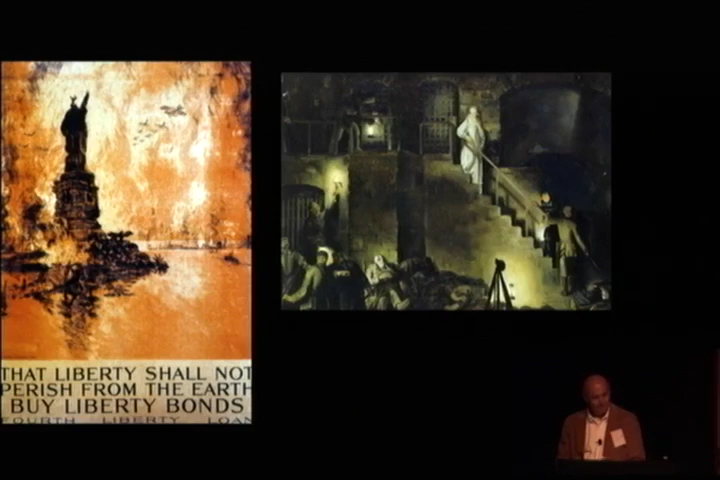 THAT LIBERTY SHALL NOT
PERISH FROM THE EARTH
BUY LIBERTY BONDS
FOURTH LIBERTY LOAN